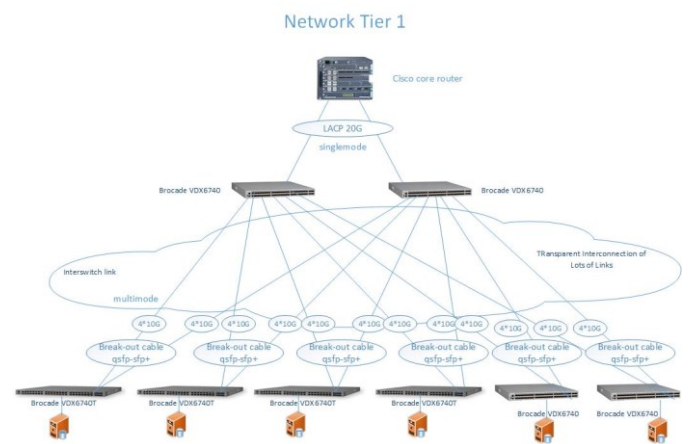 Network Tier 1
Cisco core router
LACP 20G
singlemode
Brocade VDX6740
Brocade VDX6740
TRansparent Interconnection of
Lots of Links
Interswitch link
multimode
4*10G
4*10G
4*10G
4*10G
4*10G
4*10G
4*10G
4*10G
4*10G
4*10G
4*10G
4*10G
Break-out cable
qsfp-sfp+
Break-out cable
qsfp-sfp+
Break-out cable
qsfp-sfp+
Break-out cable
qsfp-sfp+
Break-out cable
qsfp-sfp+
Break-out cable
qsfp-sfp+
Brocade VDX6740T
Brocade VDX6740T
Brocade VDX6740T
Brocade VDX6740T
Brocade VDX6740
Brocade VDX6740